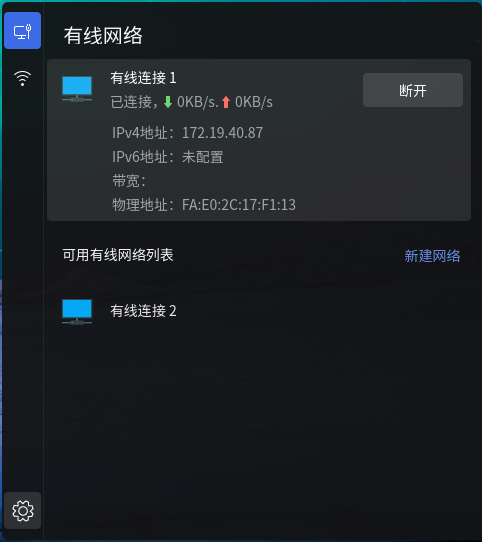 有线网络
有线连接 1
断开
已连接, 0KB/s. 0KB/s
IPv4地址: 172.19.40.87
IPv6地址: 未配置
带宽:
物理地址: FA:E0:2C:17:F1:13
可用有线网络列表
新建网络
有线连接 2